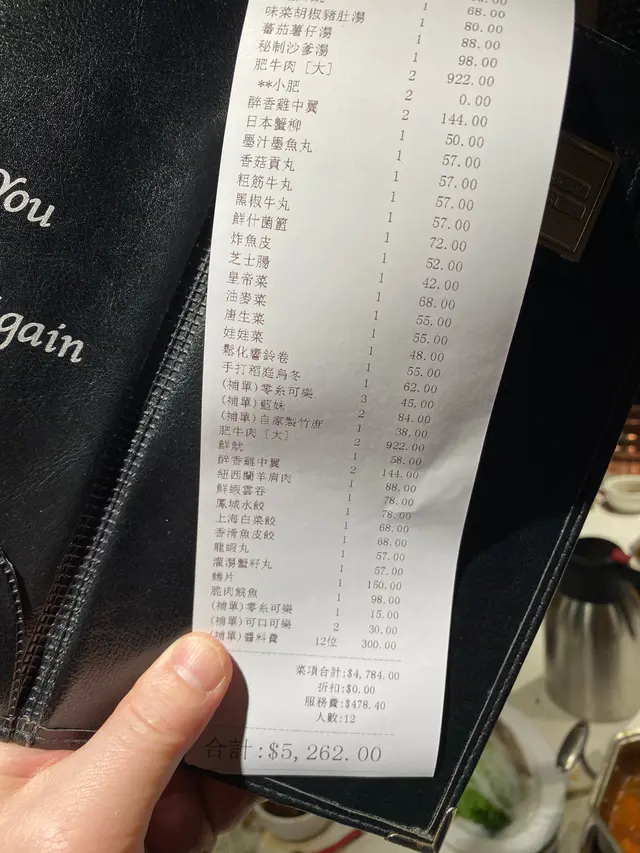 You
again
味菜胡椒豬肚湯 1 68.00
蕃茄薯仔湯 1 80.00
秘制沙爹湯 1 88.00
肥牛肉［大］ 1 98.00
**小肥 2 922.00
醉香雞中翼 2 0.00
日本蟹柳 2 144.00
墨汁墨魚丸 1 50.00
香菇貢丸 1 57.00
粗筋牛丸 1 57.00
黑椒牛丸 1 57.00
鮮什菌籃 1 57.00
炸魚皮 1 72.00
芝士腸 1 52.00
皇帝菜 1 42.00
油麥菜 1 68.00
唐生菜 1 55.00
娃娃菜 1 55.00
鬆化響鈴卷 1 48.00
手打稻庭烏冬 1 55.00
(補單)零系可樂 1 62.00
(補單)藍妹 3 45.00
(補單)自家製竹蔗 2 84.00
肥牛肉［大］ 1 38.00
鮮魷 2 922.00
醉香雞中翼 1 58.00
紐西蘭羊肩肉 2 144.00
鮮蝦雲吞 1 88.00
鳳城水餃 1 78.00
上海白菜餃 1 78.00
香滑魚皮餃 1 68.00
龍蝦丸 1 68.00
灌湯蟹籽丸 1 57.00
鱔片 1 57.00
脆肉鯇魚 1 150.00
(補單)零系可樂 1 98.00
(補單)可口可樂 1 15.00
(補單)醬料費 2 30.00
12位 300.00
菜項合計:$4,784.00
折扣:$0.00
服務費:$478.40
人數:12
合計:$5,262.00